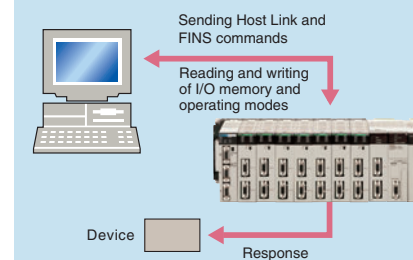 Sending Host Link and
FINS commands
Reading and writing
of I/O memory and
operating modes
Device
Response